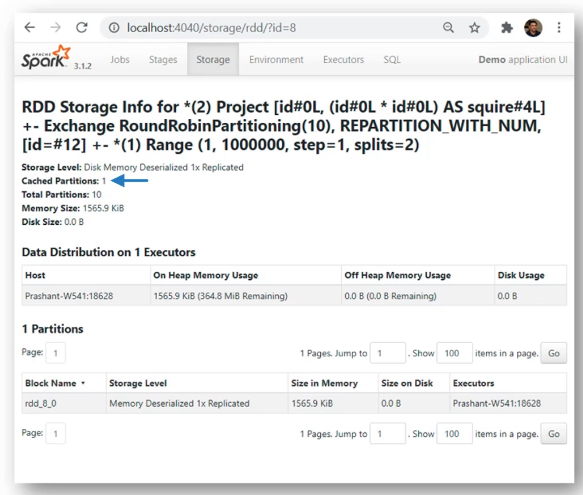 localhost:4040/storage/rdd/?id=8
APACHE Spark 3.1.2 Jobs Stages Storage Environment Executors SQL Demo application UI
RDD Storage Info for *(2) Project [id#0L, (id#0L * id#0L) AS squire#4L]
+- Exchange RoundRobinPartitioning(10), REPARTITION_WITH_NUM,
[id=#12] +- *(1) Range (1, 1000000, step=1, splits=2)
Storage Level: Disk Memory Deserialized 1x Replicated
Cached Partitions: 1
Total Partitions: 10
Memory Size: 1565.9 KiB
Disk Size: 0.0 B
Data Distribution on 1 Executors
Host On Heap Memory Usage Off Heap Memory Usage Disk Usage
Prashant-W541:18628 1565.9 KiB (364.8 MiB Remaining) 0.0 B (0.0 B Remaining) 0.0 B
1 Partitions
Page: 1 1 Pages. Jump to 1 . Show 100 items in a page. Go
Block Name Storage Level Size in Memory Size on Disk Executors
rdd_8_0 Memory Deserialized 1x Replicated 1565.9 KiB 0.0 B Prashant-W541:18628
Page: 1 1 Pages. Jump to 1 . Show 100 items in a page. Go